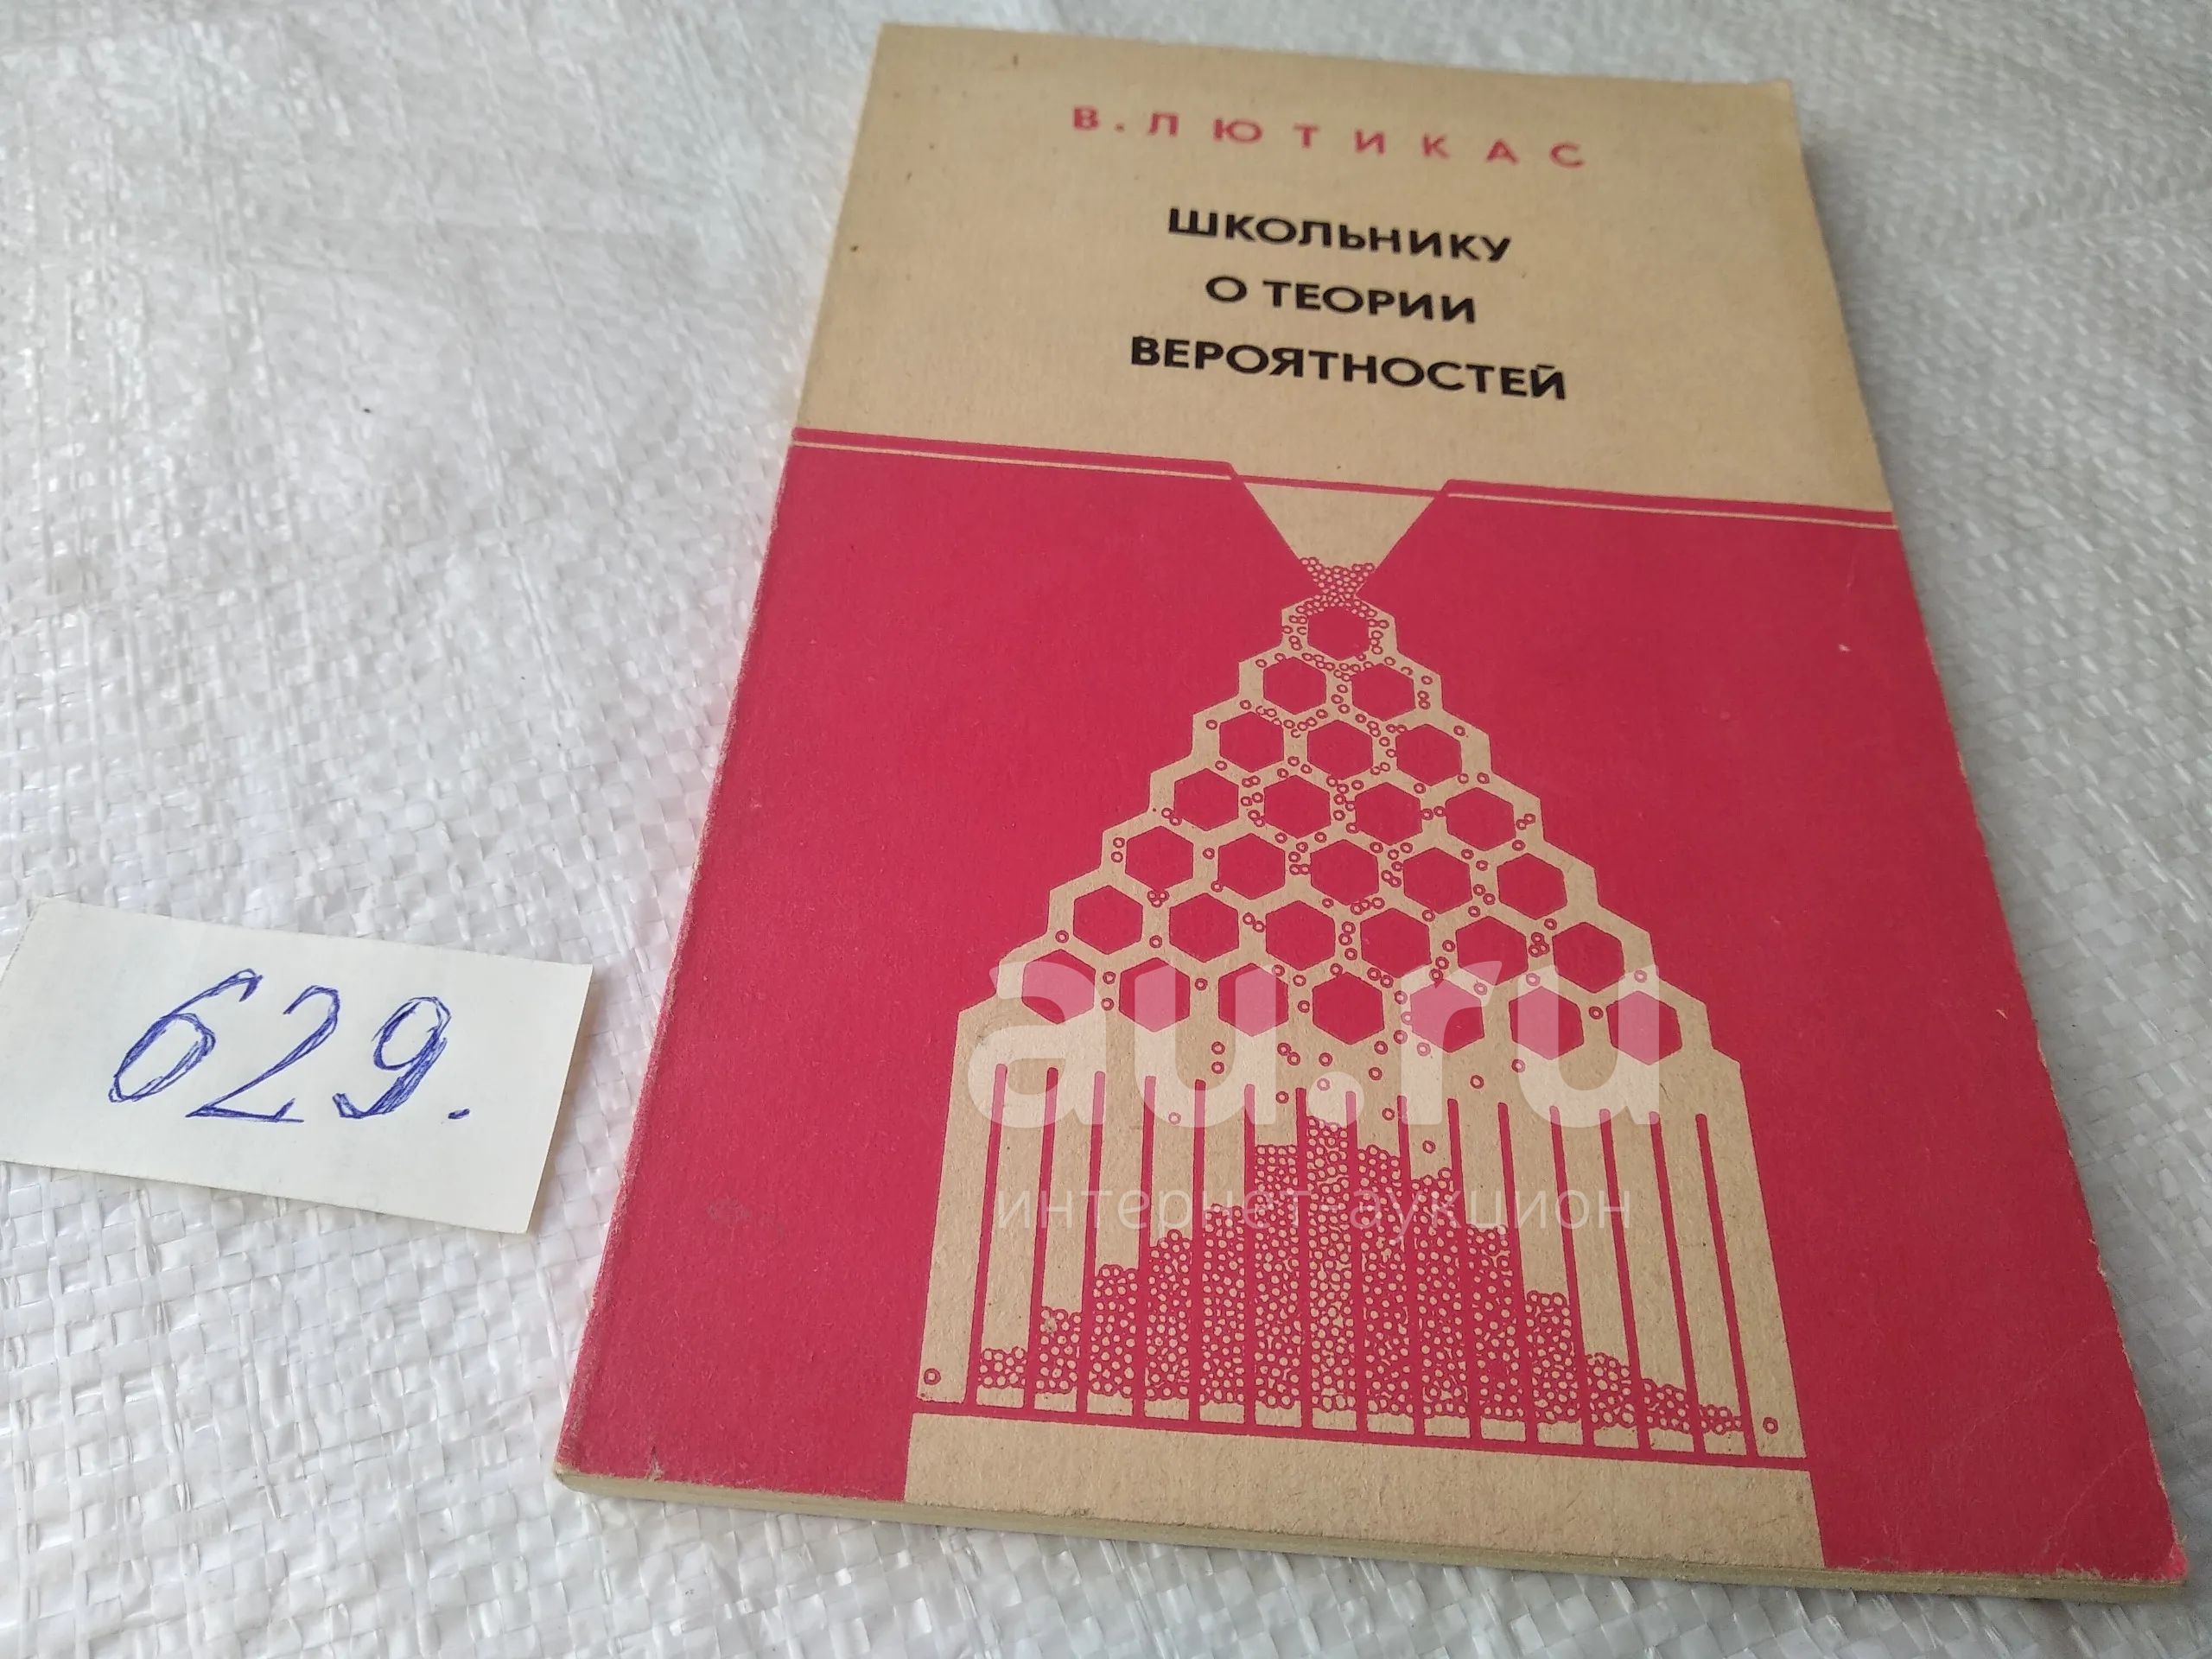 В. ЛЮТИКАС
ШКОЛЬНИКУ
О ТЕОРИИ
ВЕРОЯТНОСТЕЙ
629.
au.ru
интернет-аукцион